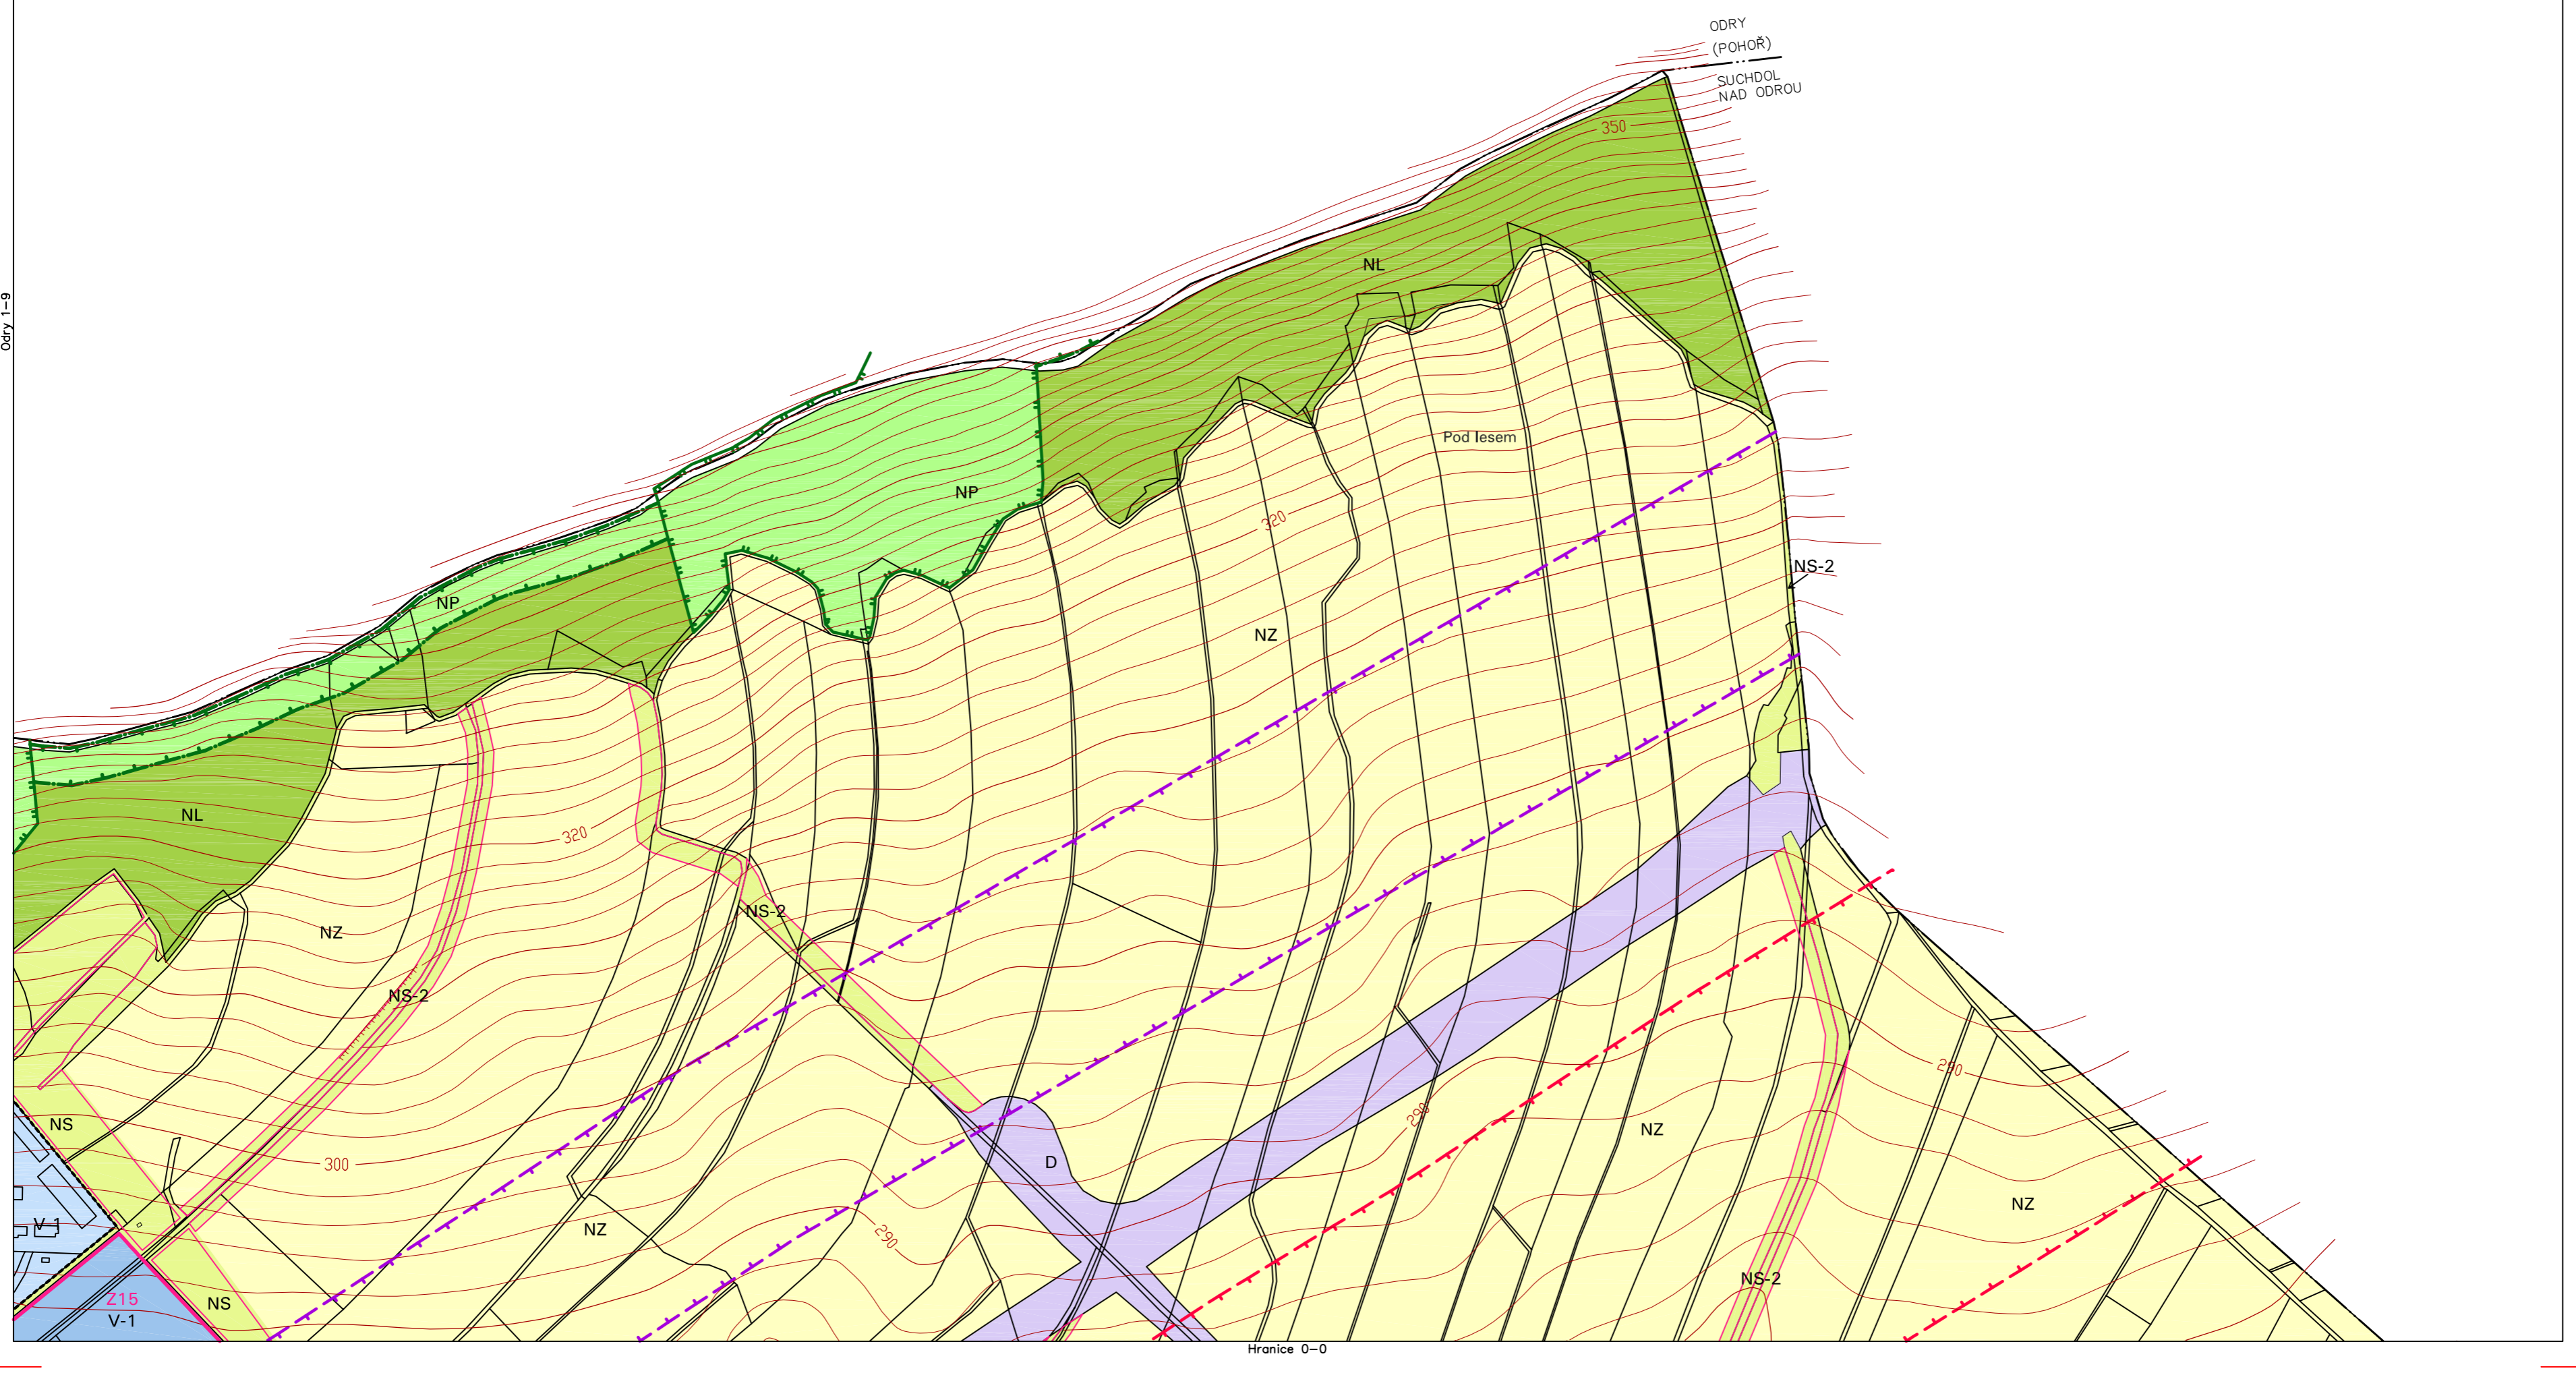 ODRY
(POHOŘ)
SUCHDOL
NAD ODROU
350
NL
Odry 1-9
Pod lesem
NP
320
NS-2
NP
NZ
NL
320
NS-2
NZ
NS-2
290
290
NS
NZ
D
300
NZ
V-1
NZ
290
NS-2
Z15
NS
V-1
Hranice 0-0